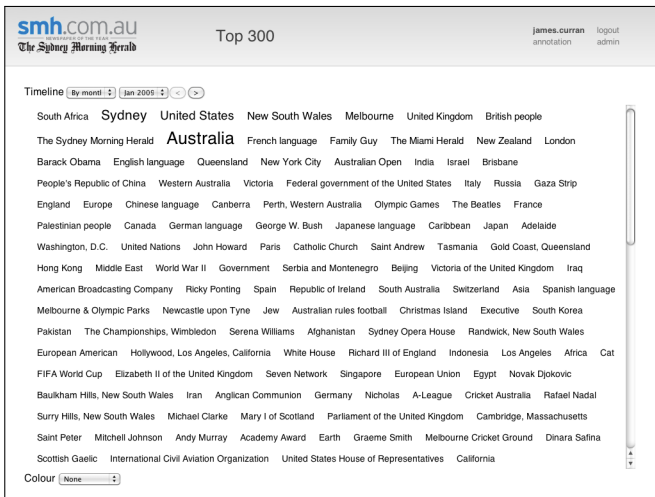 smh.com.au
NEWSPAPER OF THE YEAR
The Sydney Morning Herald
Top 300
james.curran logout
annotation admin
Timeline By month Jan 2009 < >
South Africa Sydney United States New South Wales Melbourne United Kingdom British people
The Sydney Morning Herald Australia French language Family Guy The Miami Herald New Zealand London
Barack Obama English language Queensland New York City Australian Open India Israel Brisbane
People's Republic of China Western Australia Victoria Federal government of the United States Italy Russia Gaza Strip
England Europe Chinese language Canberra Perth, Western Australia Olympic Games The Beatles France
Palestinian people Canada German language George W. Bush Japanese language Caribbean Japan Adelaide
Washington, D.C. United Nations John Howard Paris Catholic Church Saint Andrew Tasmania Gold Coast, Queensland
Hong Kong Middle East World War II Government Serbia and Montenegro Beijing Victoria of the United Kingdom Iraq
American Broadcasting Company Ricky Ponting Spain Republic of Ireland South Australia Switzerland Asia Spanish language
Melbourne & Olympic Parks Newcastle upon Tyne Jew Australian rules football Christmas Island Executive South Korea
Pakistan The Championships, Wimbledon Serena Williams Afghanistan Sydney Opera House Randwick, New South Wales
European American Hollywood, Los Angeles, California White House Richard III of England Indonesia Los Angeles Africa Cat
FIFA World Cup Elizabeth II of the United Kingdom Seven Network Singapore European Union Egypt Novak Djokovic
Baulkham Hills, New South Wales Iran Anglican Communion Germany Nicholas A-League Cricket Australia Rafael Nadal
Surry Hills, New South Wales Michael Clarke Mary I of Scotland Parliament of the United Kingdom Cambridge, Massachusetts
Saint Peter Mitchell Johnson Andy Murray Academy Award Earth Graeme Smith Melbourne Cricket Ground Dinara Safina
Scottish Gaelic International Civil Aviation Organization United States House of Representatives California
Colour None